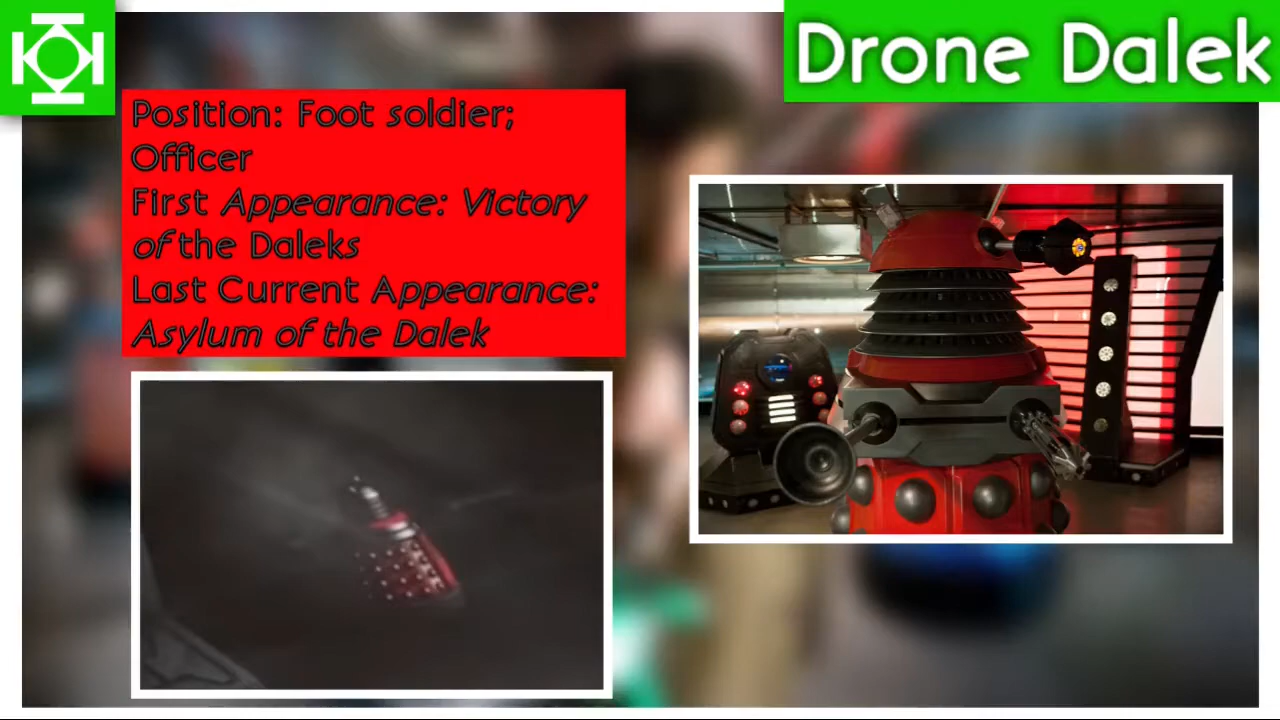 Drone Dalek
Position: Foot soldier;
Officer
First Appearance: Victory
of the Daleks
Last Current Appearance:
Asylum of the Dalek